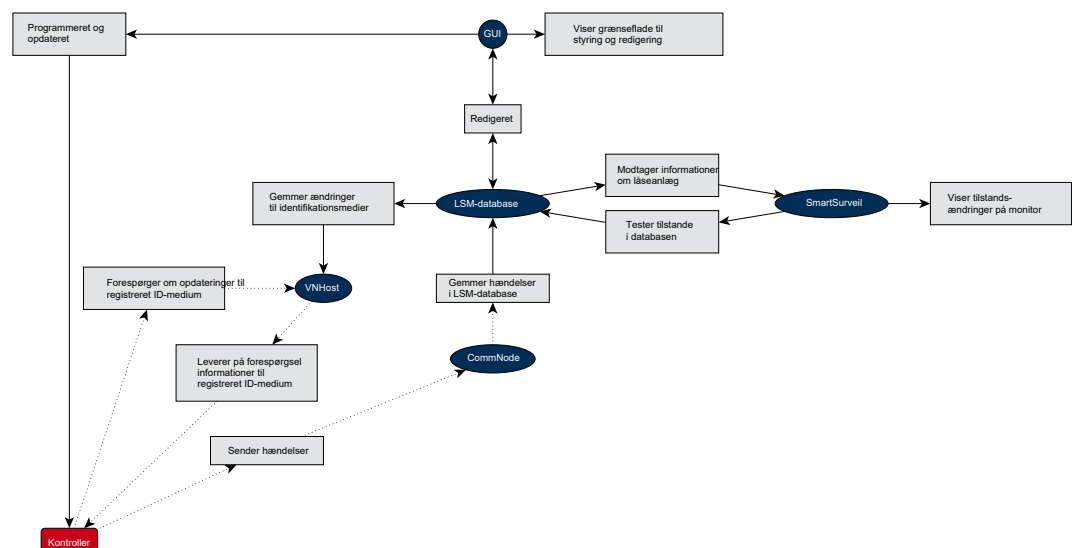 Programmeret og
opdateret
GUI
Viser grænseflade til
styring og redigering
Redigeret
Modtager informationer
om låseanlæg
Gemmer ændringer
til identifikationsmedier
LSM-database
SmartSurveil
Viser tilstands-
ændringer på monitor
Tester tilstande
i databasen
Forespørger om opdateringer til
registreret ID-medium
VNHost
Gemmer hændelser
i LSM-database
Leverer på forespørgsel
informationer til
registreret ID-medium
CommNode
Sender hændelser
Kontroller